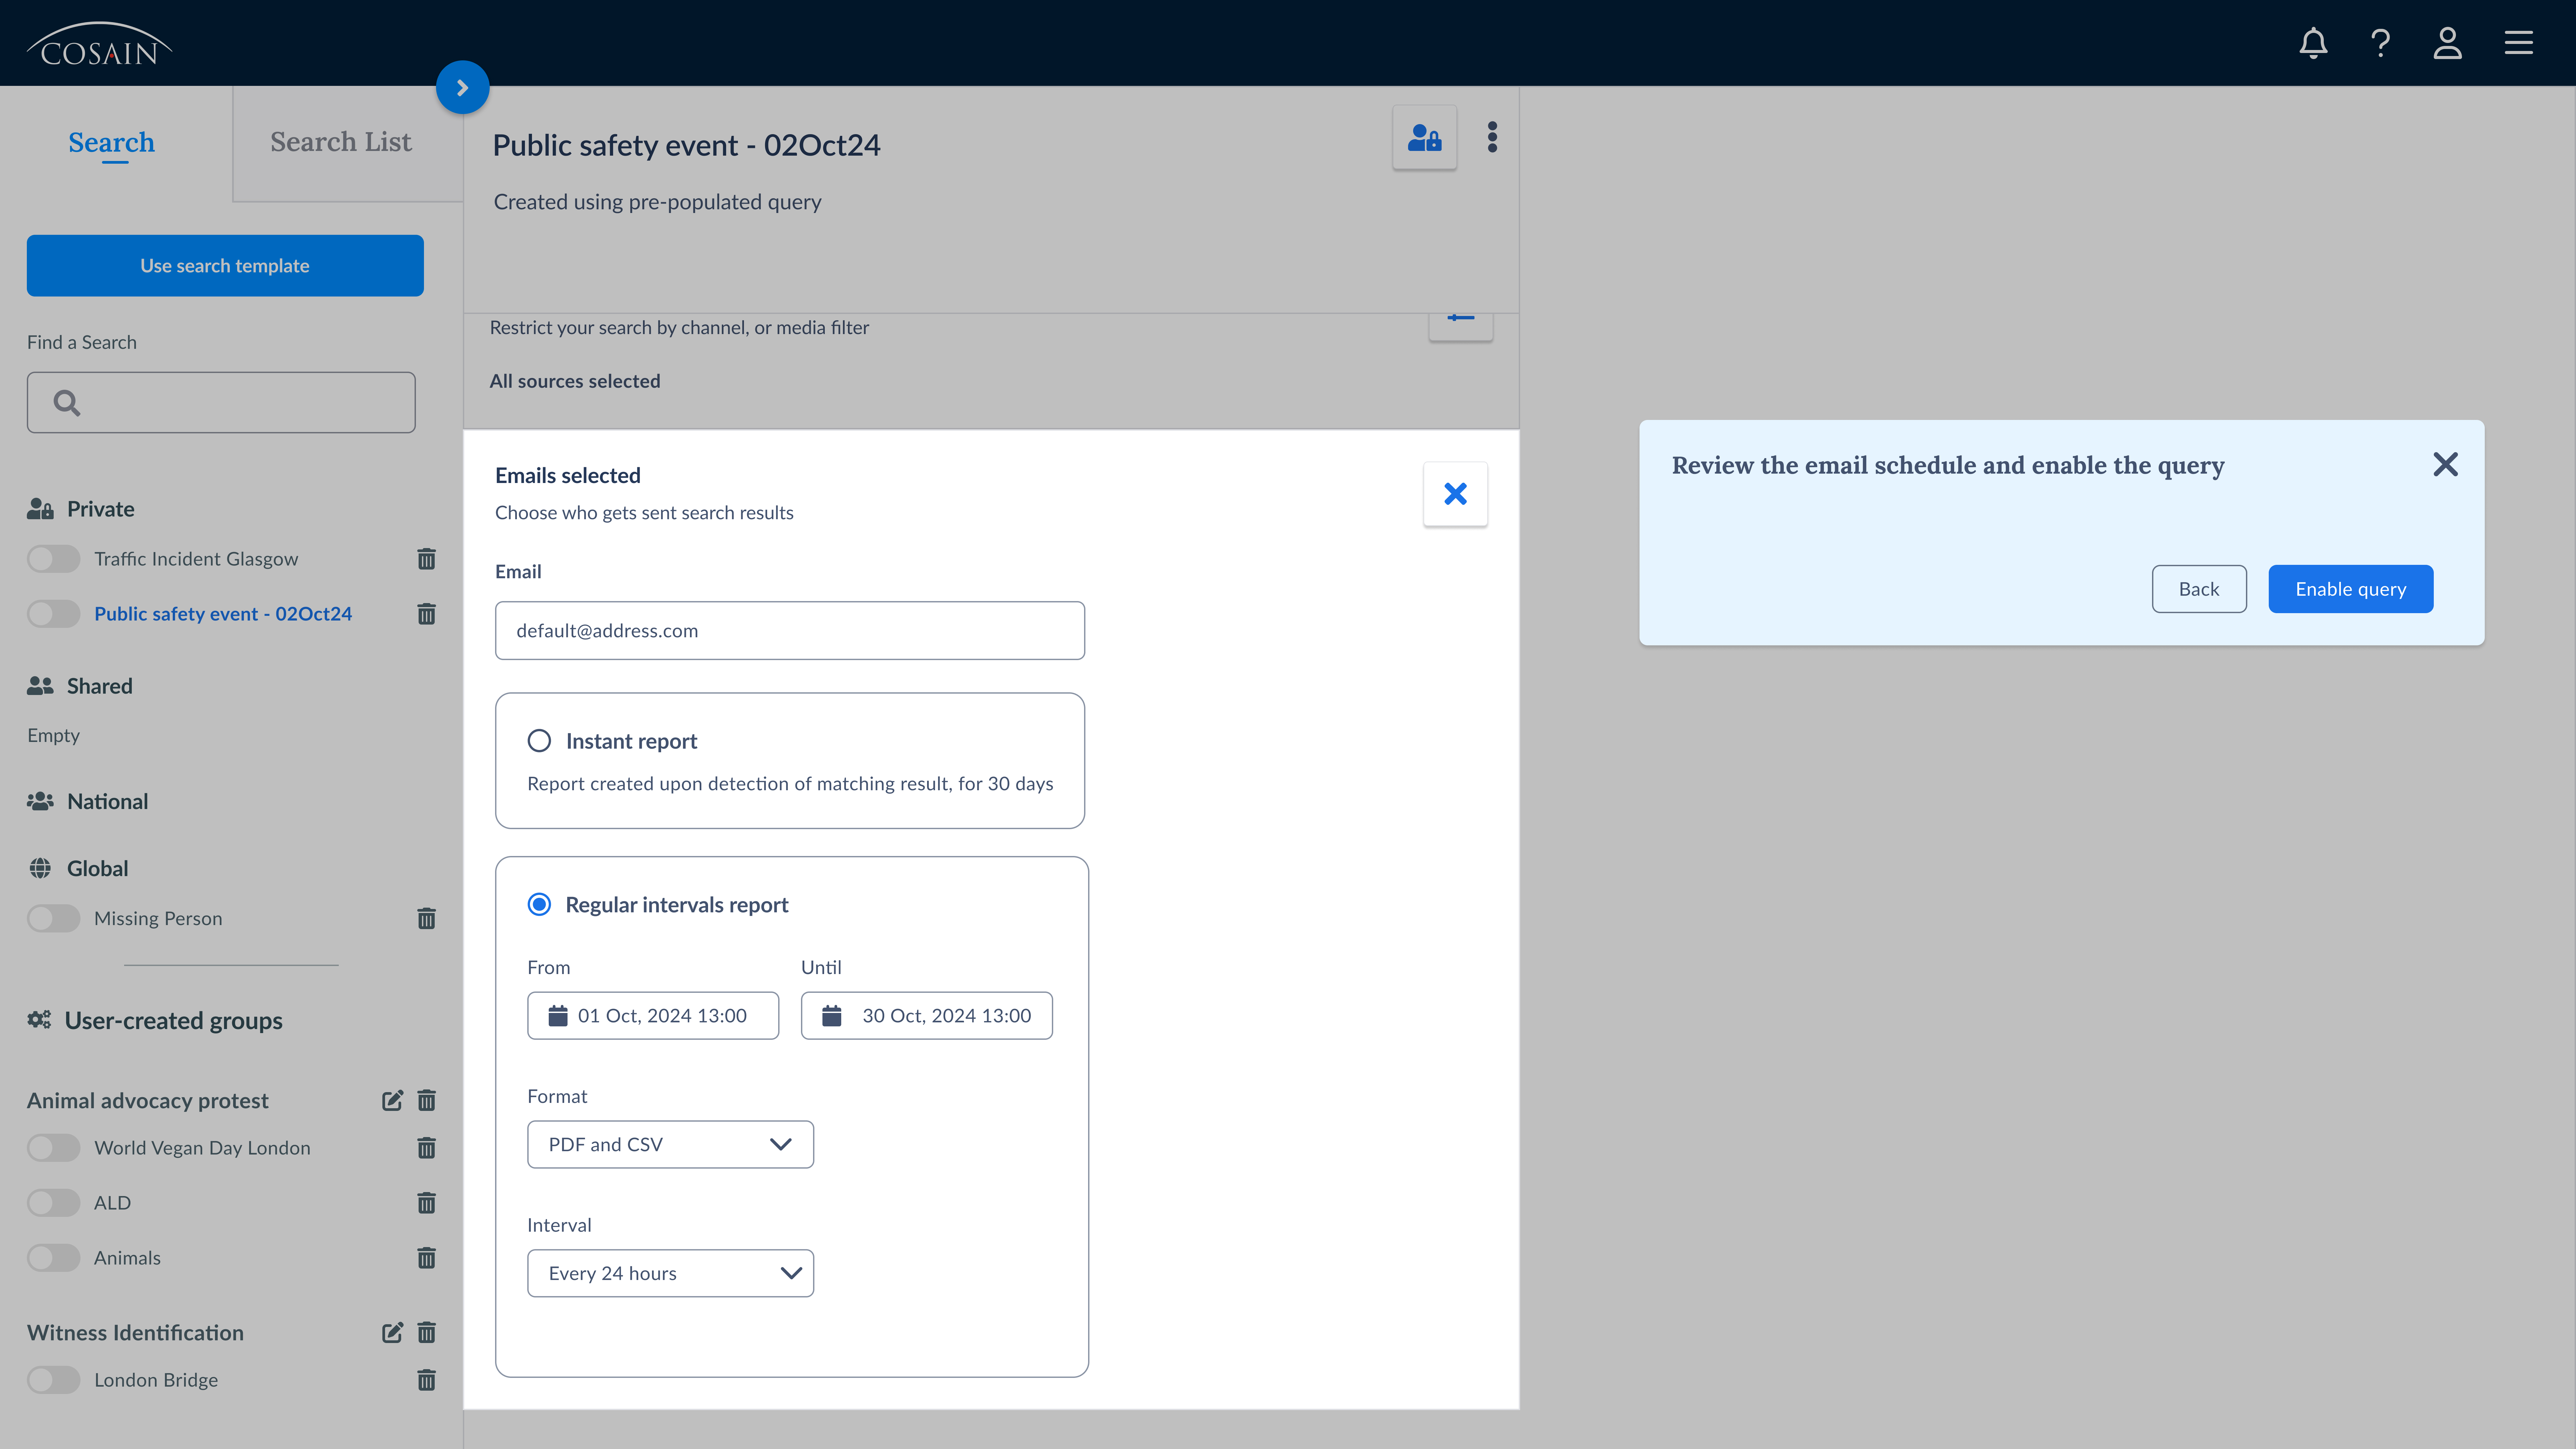 COSAIN
Search
Search List
Use search template
Find a Search
Private
Traffic Incident Glasgow
Public safety event - 02Oct24
Shared
Empty
National
Global
Missing Person
User-created groups
Animal advocacy protest
World Vegan Day London
ALD
Animals
Witness Identification
London Bridge
Public safety event - 02Oct24
Created using pre-populated query
Restrict your search by channel, or media filter
All sources selected
Emails selected
Choose who gets sent search results
Email
default@address.com
Instant report
Report created upon detection of matching result, for 30 days
Regular intervals report
From
Until
01 Oct, 2024 13:00
30 Oct, 2024 13:00
Format
PDF and CSV
Interval
Every 24 hours
Review the email schedule and enable the query
Back
Enable query